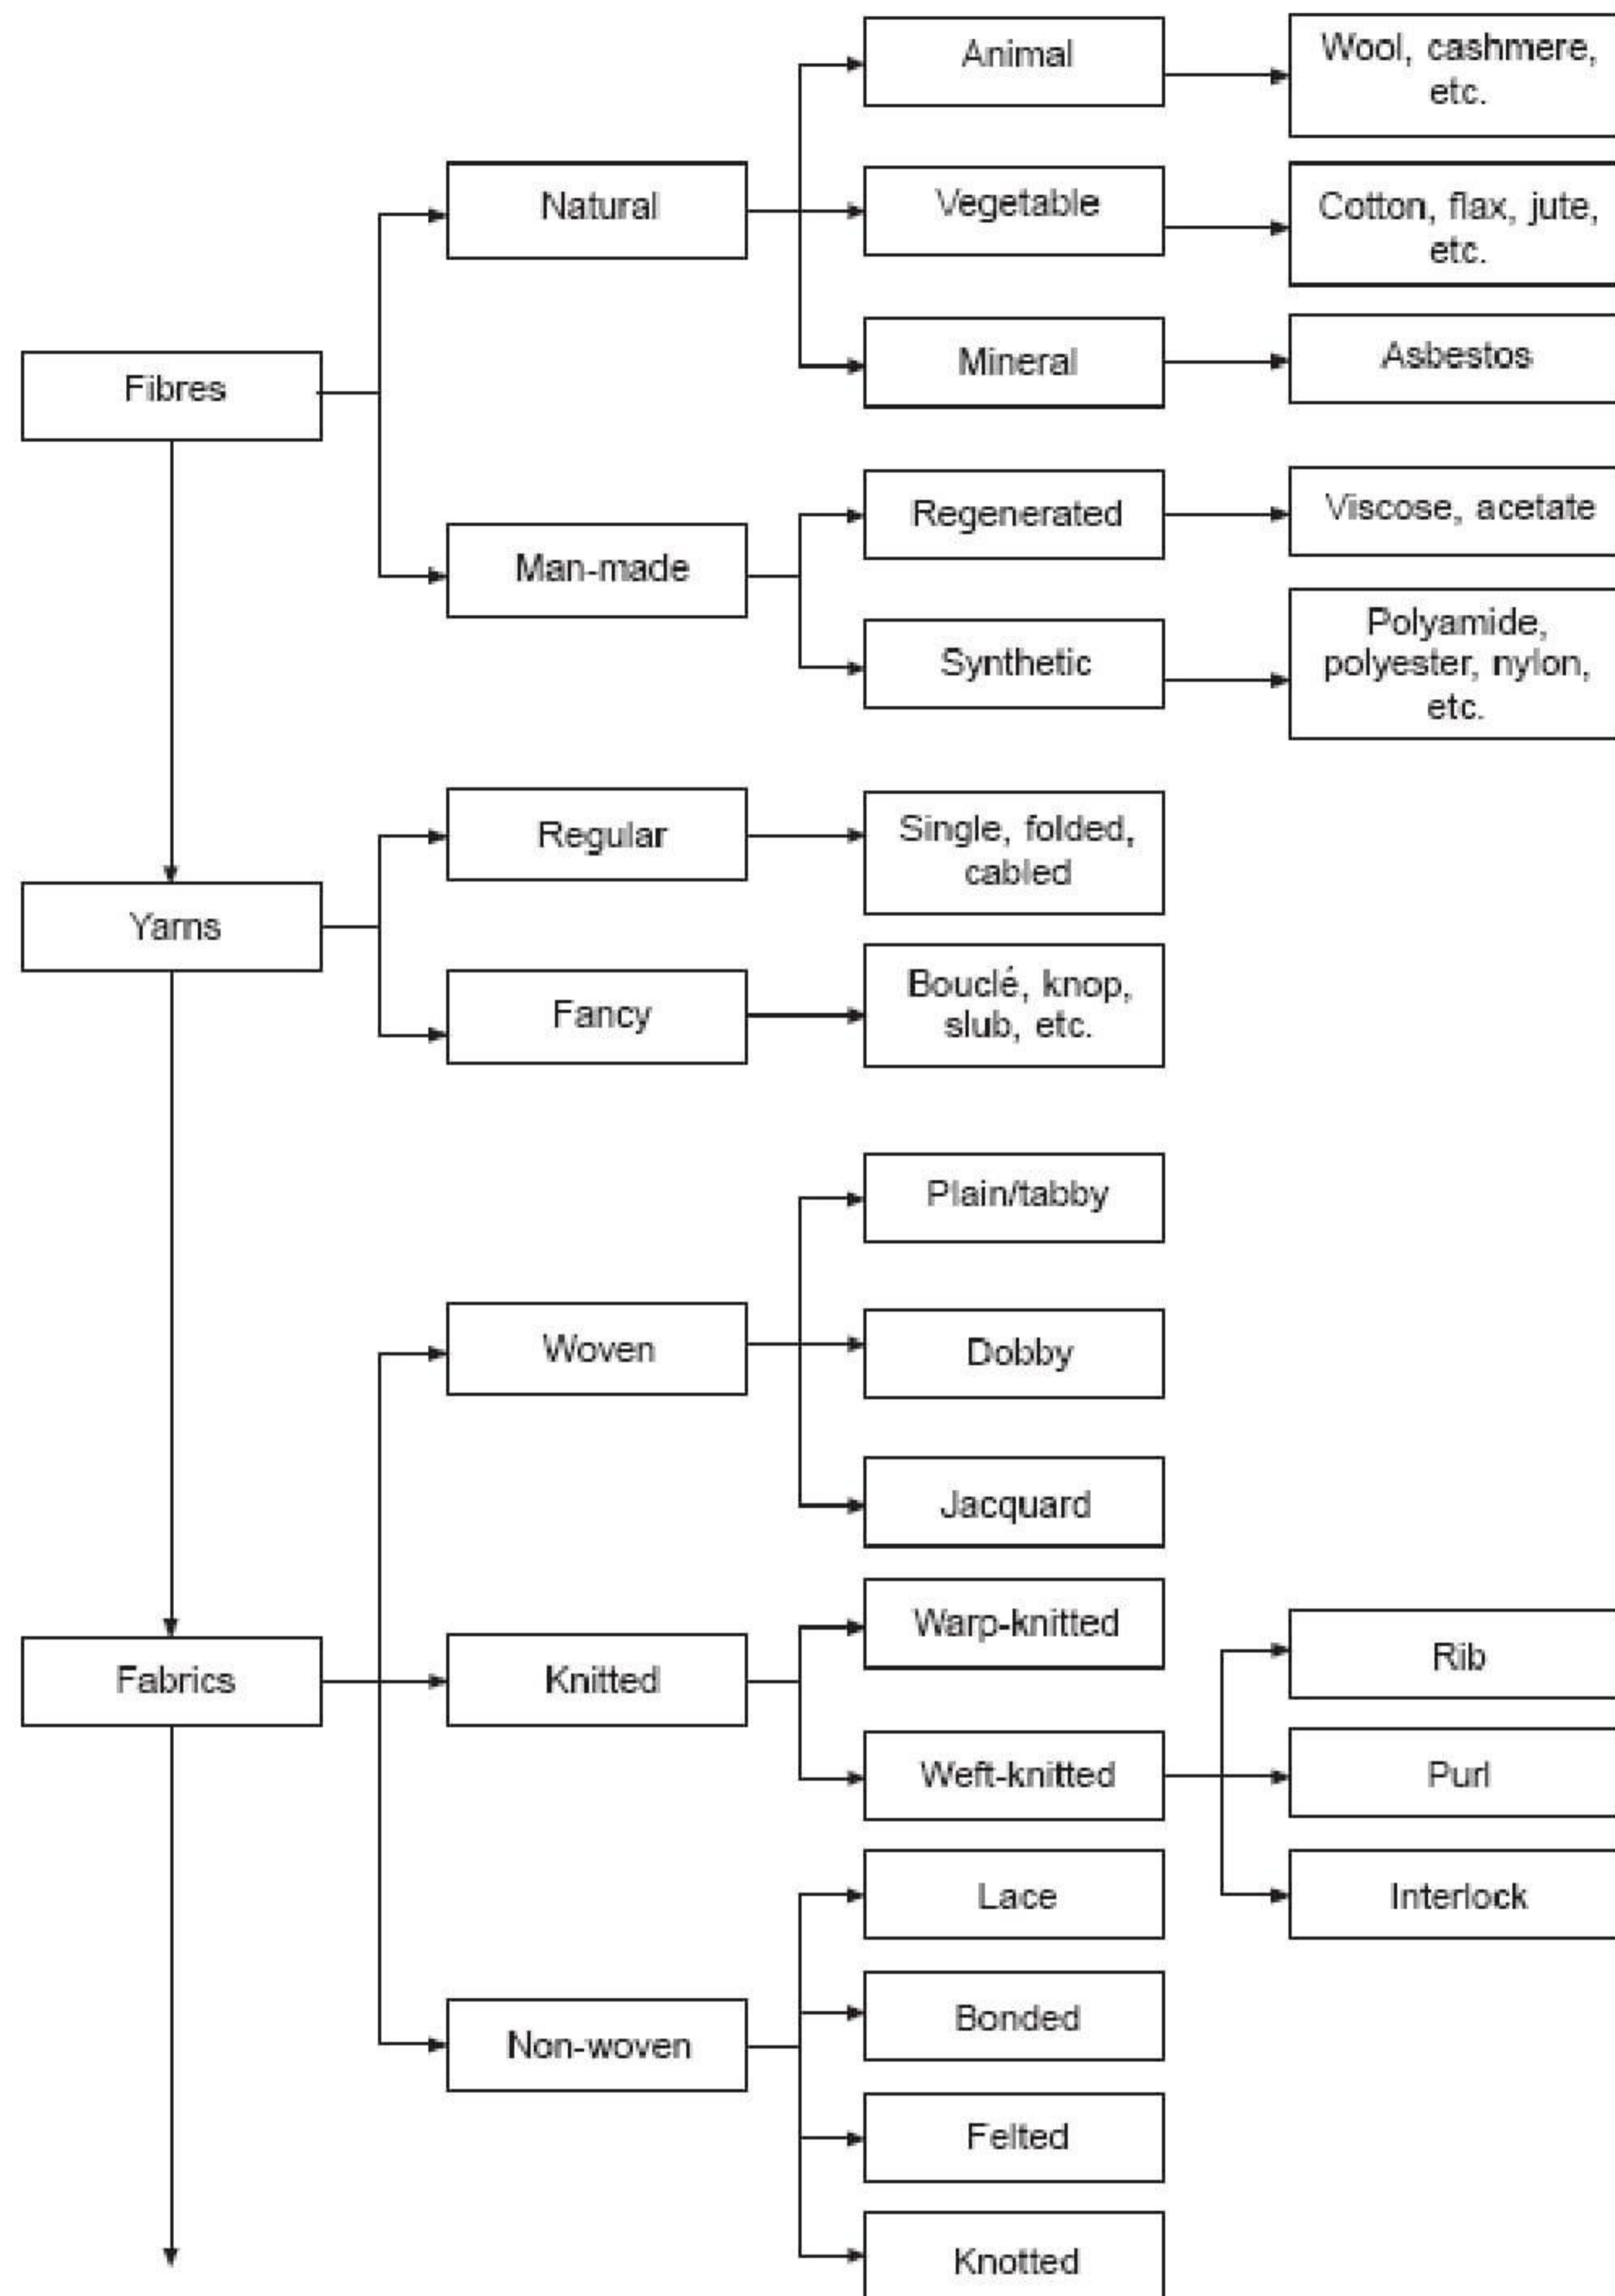 Animal
Wool, cashmere,
etc.
Natural
Vegetable
Cotton, flax, jute,
etc.
Mineral
Asbestos
Fibres
Regenerated
Viscose, acetate
Man-made
Synthetic
Polyamide,
polyester, nylon,
etc.
Regular
Single, folded,
cabled
Yarns
Fancy
Bouclé, knop,
slub, etc.
Plain/tabby
Woven
Dobby
Jacquard
Warp-knitted
Rib
Fabrics
Knitted
Weft-knitted
Purl
Lace
Interlock
Non-woven
Bonded
Felted
Knotted